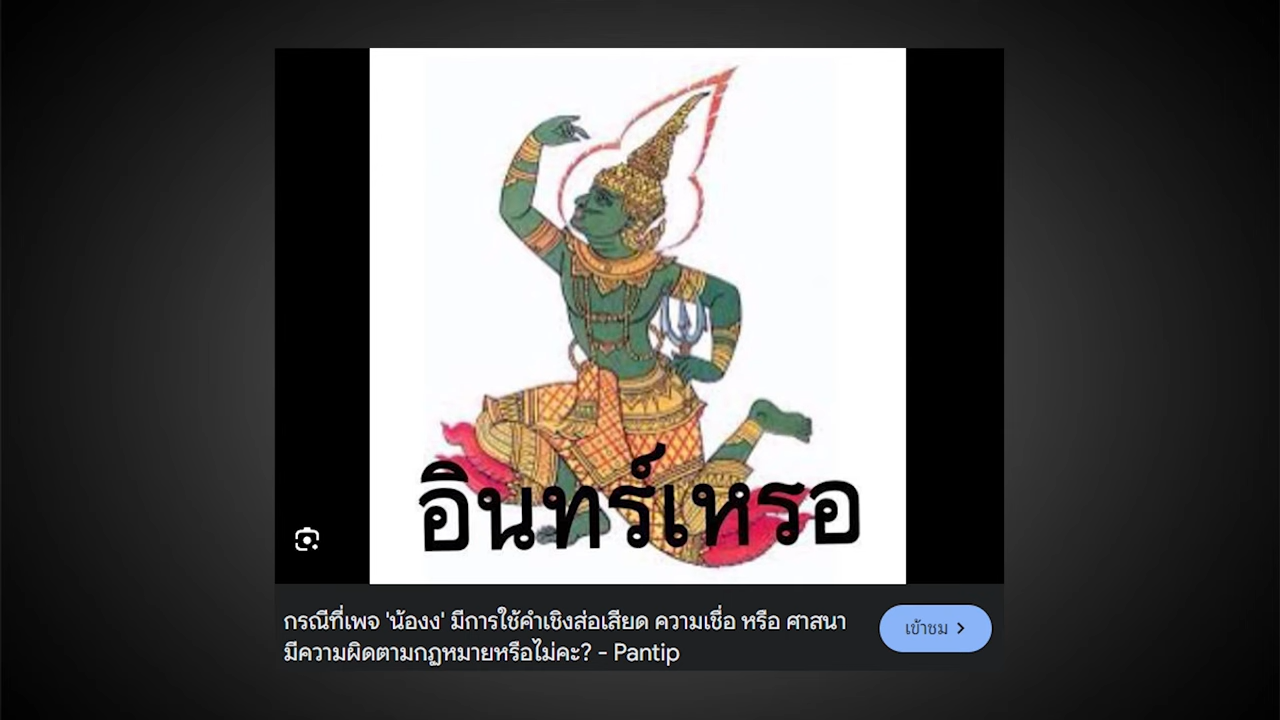 อินทร์เหรอ
กรณีที่เพจ 'น้องง' มีการใช้คำเชิงส่อเสียด ความเชื่อ หรือ ศาสนา
มีความผิดตามกฎหมายหรือไม่คะ? - Pantip
เข้าชม